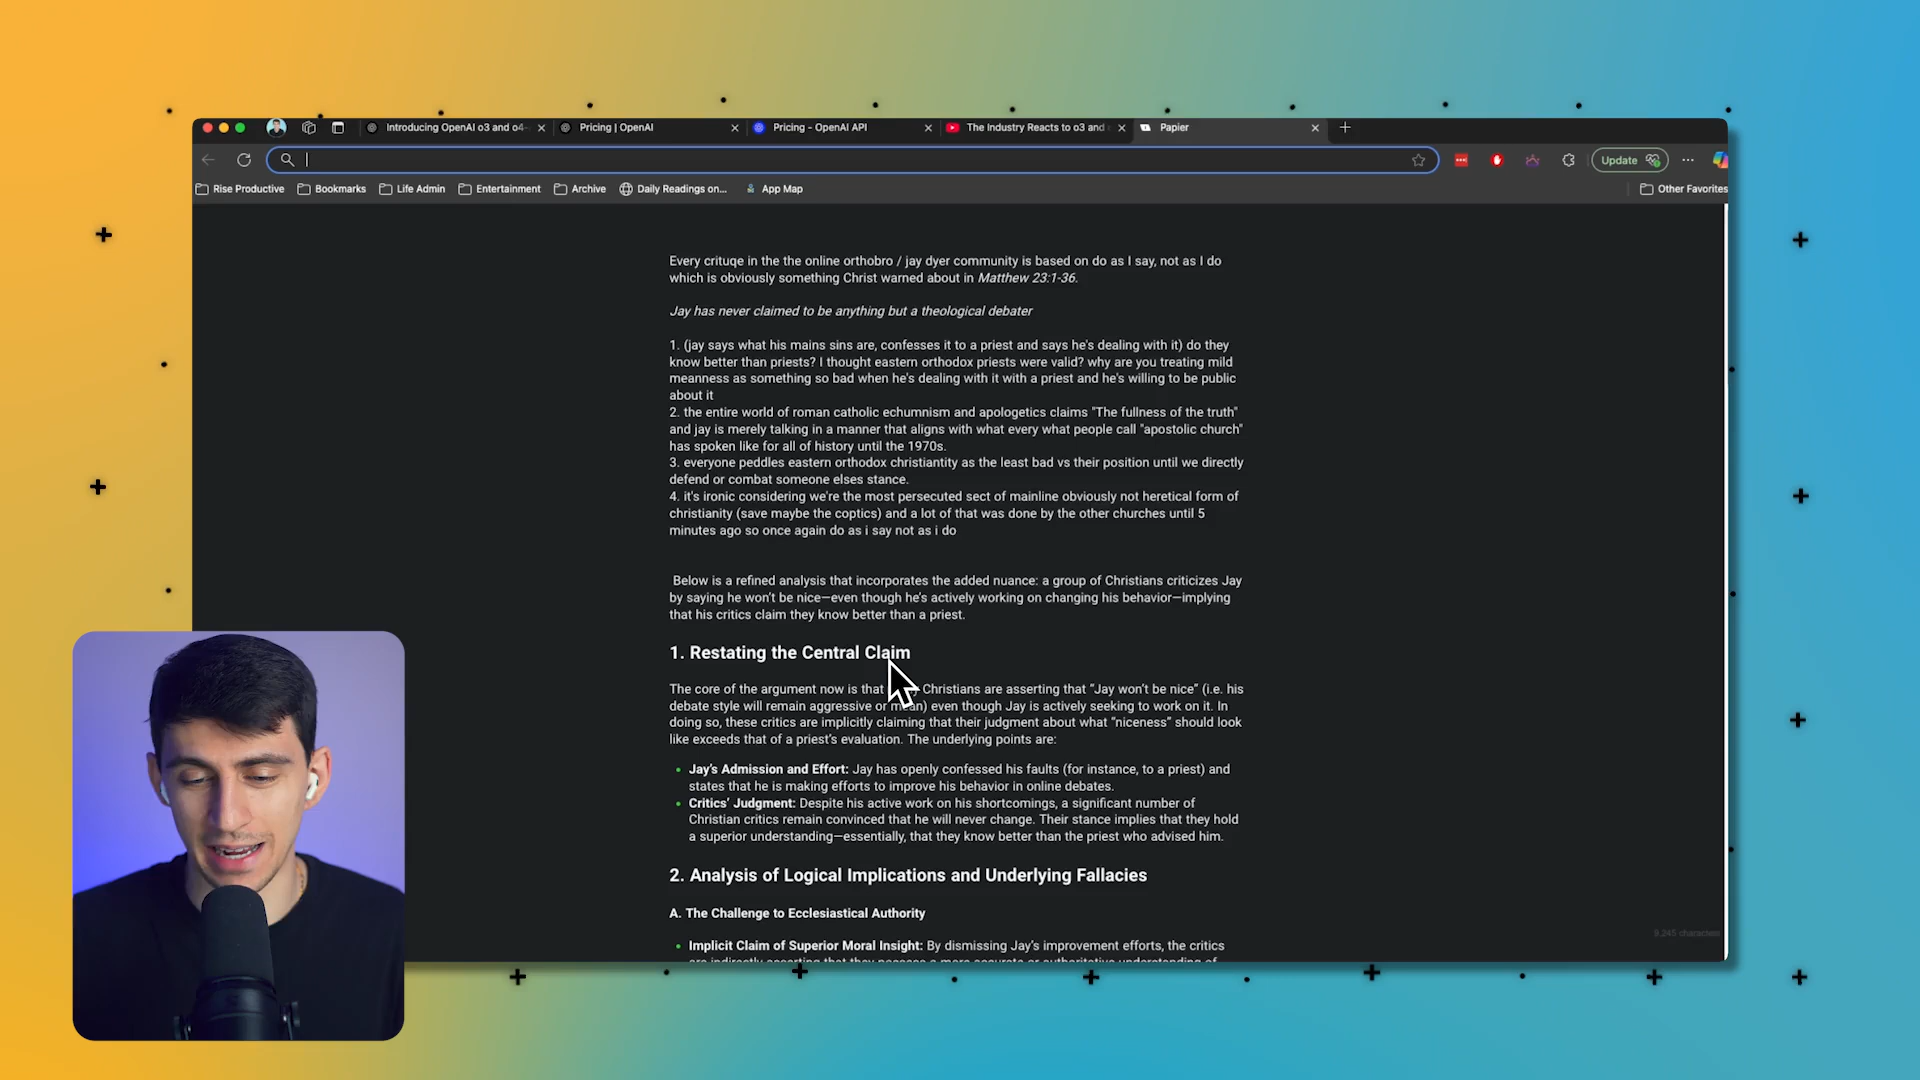 Introducing OpenAI o3 and o4-
Pricing | OpenAI
Pricing - OpenAI API
The Industry Reacts to o3 and
Papier
Update
Rise Productive
Bookmarks
Life Admin
Entertainment
Archive
Daily Readings on...
App Map
Other Favorites
Every crituqe in the the online orthobro / jay dyer community is based on do as I say, not as I do
which is obviously something Christ warned about in Matthew 23:1-36.
Jay has never claimed to be anything but a theological debater
1. (jay says what his mains sins are, confesses it to a priest and says he's dealing with it) do they
know better than priests? I thought eastern orthodox priests were valid? why are you treating mild
meanness as something so bad when he's dealing with it with a priest and he's willing to be public
about it
2. the entire world of roman catholic echumnism and apologetics claims "The fullness of the truth"
and jay is merely talking in a manner that aligns with what every what people call "apostolic church"
has spoken like for all of history until the 1970s.
3. everyone peddles eastern orthodox christiantity as the least bad vs their position until we directly
defend or combat someone elses stance.
4. it's ironic considering we're the most persecuted sect of mainline obviously not heretical form of
christianity (save maybe the coptics) and a lot of that was done by the other churches until 5
minutes ago so once again do as i say not as i do
Below is a refined analysis that incorporates the added nuance: a group of Christians criticizes Jay
by saying he won't be nice—even though he's actively working on changing his behavior—implying
that his critics claim they know better than a priest.
1. Restating the Central Claim
The core of the argument now is that Christians are asserting that "Jay won't be nice" (i.e. his
debate style will remain aggressive or mean) even though Jay is actively seeking to work on it. In
doing so, these critics are implicitly claiming that their judgment about what "niceness" should look
like exceeds that of a priest's evaluation. The underlying points are:
• Jay's Admission and Effort: Jay has openly confessed his faults (for instance, to a priest) and
states that he is making efforts to improve his behavior in online debates.
• Critics' Judgment: Despite his active work on his shortcomings, a significant number of
Christian critics remain convinced that he will never change. Their stance implies that they hold
a superior understanding—essentially, that they know better than the priest who advised him.
2. Analysis of Logical Implications and Underlying Fallacies
A. The Challenge to Ecclesiastical Authority
• Implicit Claim of Superior Moral Insight: By dismissing Jay's improvement efforts, the critics
are indirectly asserting that they possess a more accurate or authoritative understanding of
9,245 characters